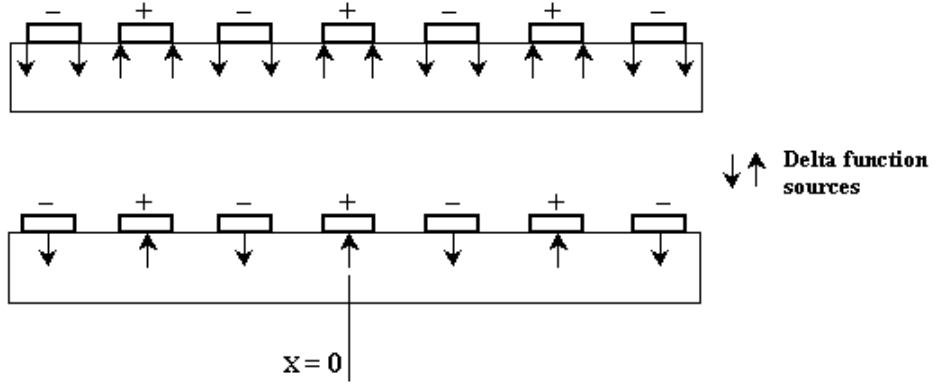 − + − + − + −
Delta function
sources
− + − + − + −
X = 0